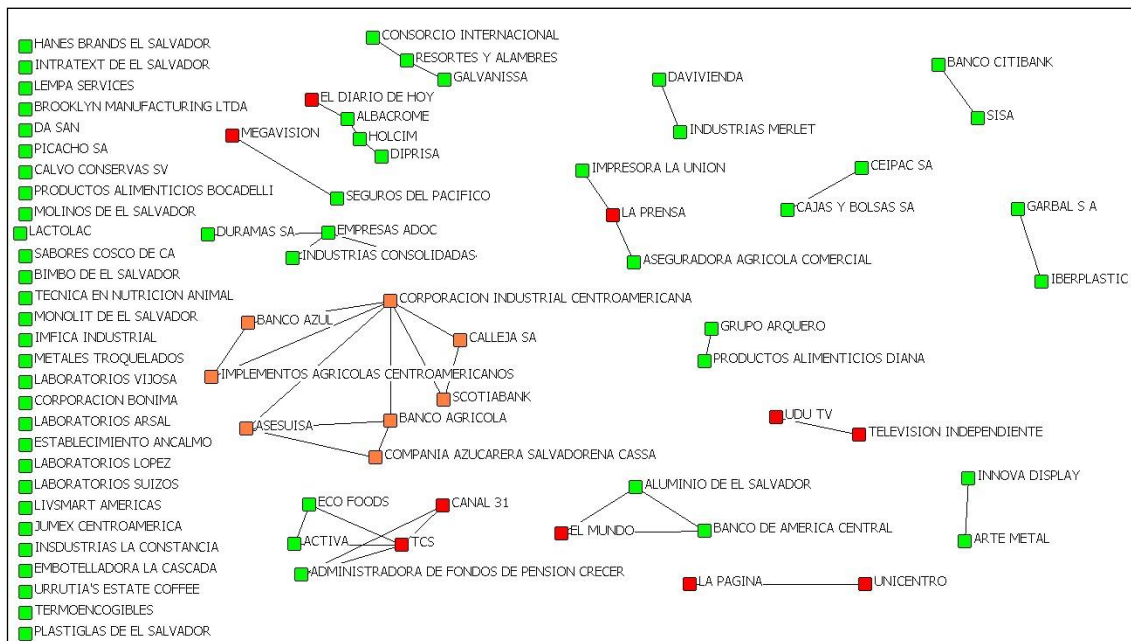 HANES BRANDS EL SALVADOR
INTRATEXT DE EL SALVADOR
LEMPA SERVICES
BROOKLYN MANUFACTURING LTDA
DA SAN
PICACHO SA
CALVO CONSERVAS SV
PRODUCTOS ALIMENTICIOS BOCADELLI
MOLINOS DE EL SALVADOR
LACTOLAC
SABORES COSCO DE CA
BIMBO DE EL SALVADOR
TECNICA EN NUTRICION ANIMAL
MONOLIT DE EL SALVADOR
IMFICA INDUSTRIAL
METALES TROQUELADOS
LABORATORIOS VIJOSA
CORPORACION BONIMA
LABORATORIOS ARSAL
ESTABLECIMIENTO ANCALMO
LABORATORIOS LOPEZ
LABORATORIOS SUIZOS
LIVSMART AMERICAS
JUMEX CENTROAMERICA
INSDUSTRIAS LA CONSTANCIA
EMBOTELLADORA LA CASCADA
URRUTIA'S ESTATE COFFEE
TERMOENCOGIBLES
PLASTIGLAS DE EL SALVADOR
CONSORCIO INTERNACIONAL
RESORTES Y ALAMBRES
GALVANISSA
EL DIARIO DE HOY
ALBACROME
HOLCIM
DIPRISA
MEGAVISION
SEGUROS DEL PACIFICO
DURAMAS SA
EMPRESAS ADOC
INDUSTRIAS CONSOLIDADAS
CORPORACION INDUSTRIAL CENTROAMERICANA
BANCO AZUL
CALLEJA SA
IMPLEMENTOS AGRICOLAS CENTROAMERICANOS
SCOTIABANK
BANCO AGRICOLA
ASESUISA
COMPANIA AZUCARERA SALVADORENA CASSA
ECO FOODS
CANAL 31
ACTIVA
TCS
ADMINISTRADORA DE FONDOS DE PENSION CRECER
DAVIVIENDA
INDUSTRIAS MERLET
IMPRESORA LA UNION
LA PRENSA
ASEGURADORA AGRICOLA COMERCIAL
BANCO CITIBANK
SISA
CEIPAC SA
CAJAS Y BOLSAS SA
GARBAL S A
IBERPLASTIC
GRUPO ARQUERO
PRODUCTOS ALIMENTICIOS DIANA
UDU TV
TELEVISION INDEPENDIENTE
ALUMINIO DE EL SALVADOR
EL MUNDO
BANCO DE AMERICA CENTRAL
INNOVA DISPLAY
ARTE METAL
LA PAGINA
UNICENTRO